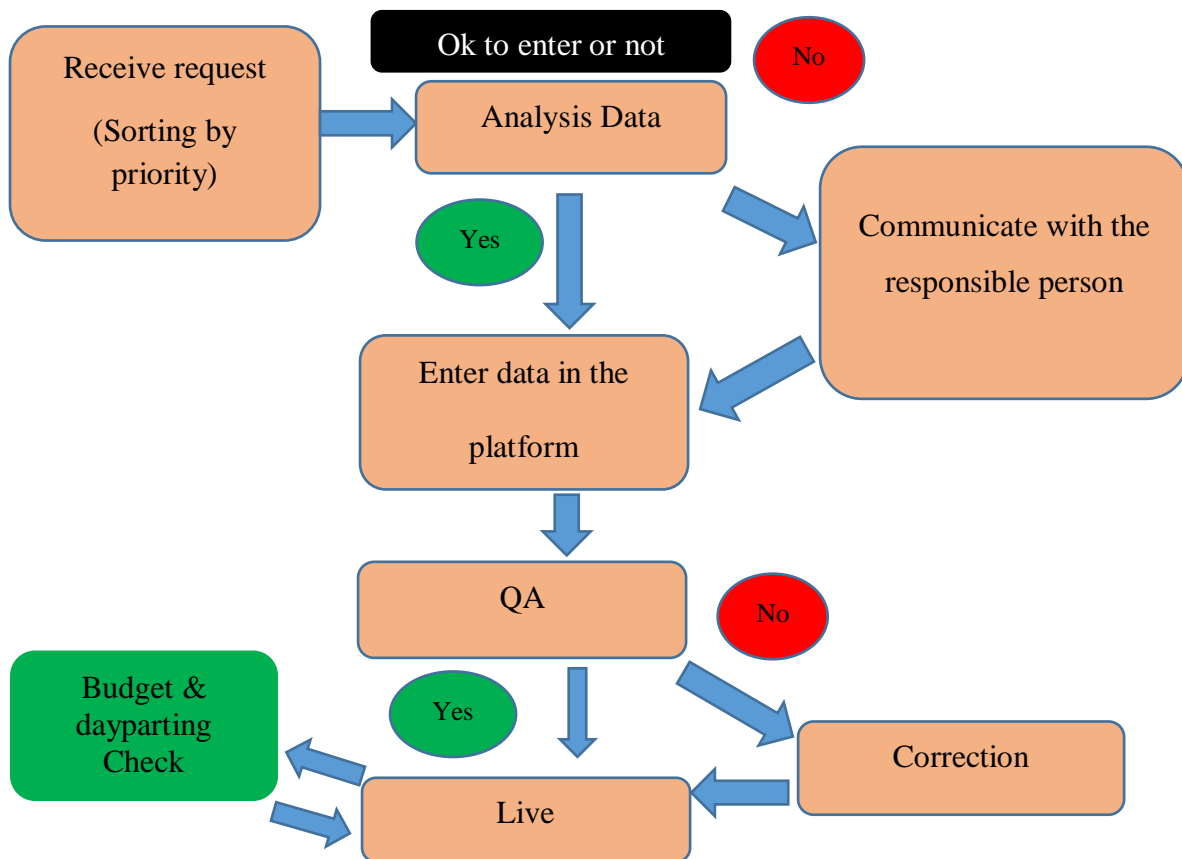 Receive request
(Sorting by
priority)
Ok to enter or not
No
Analysis Data
Yes
Communicate with the
responsible person
Enter data in the
platform
QA
No
Yes
Budget &
dayparting
Check
Correction
Live